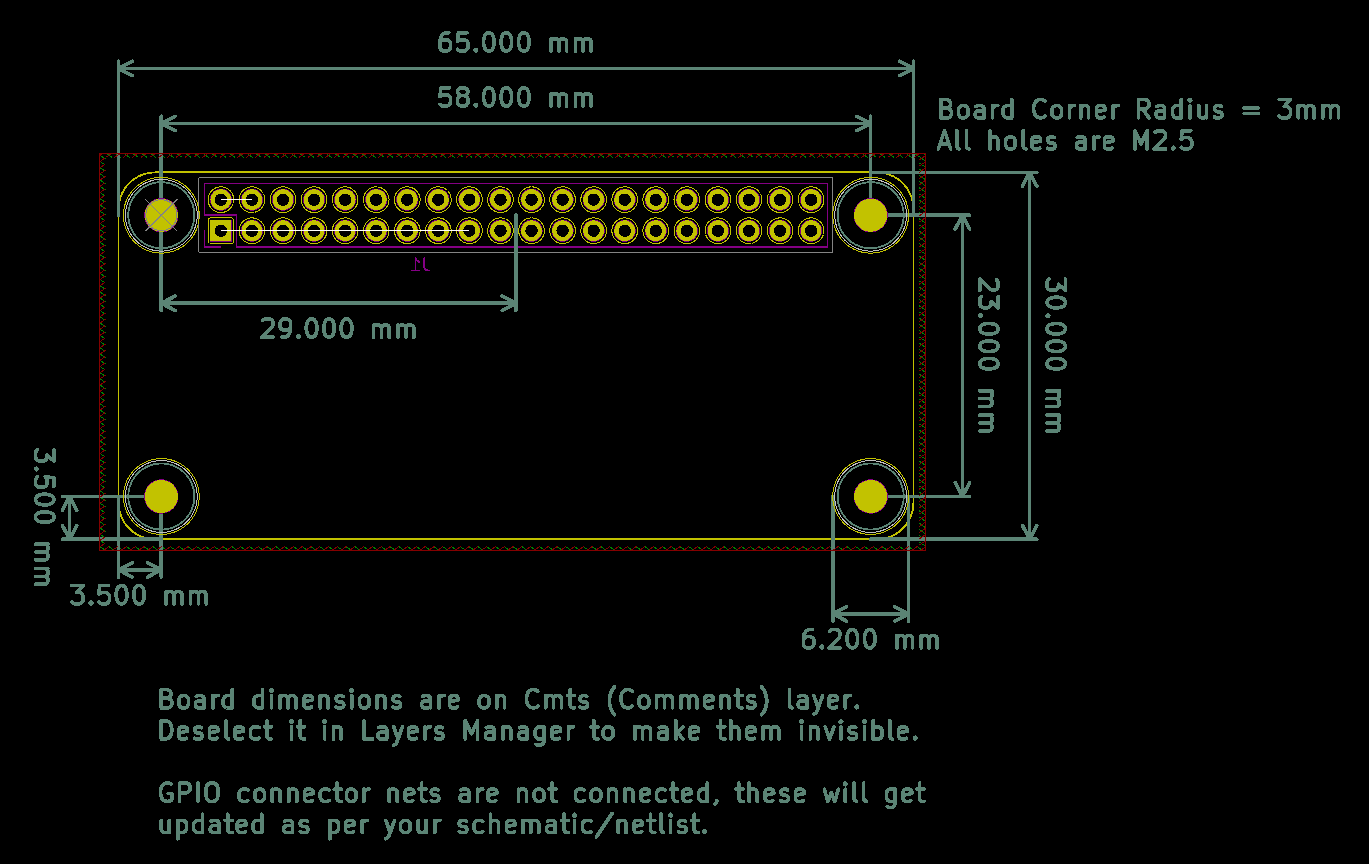 65.000 mm
58.000 mm
Board Corner Radius = 3mm
All holes are M2.5
J1
29.000 mm
23.000 mm
30.000 mm
3.500 mm
3.500 mm
6.200 mm
Board dimensions are on Cmts (Comments) layer.
Deselect it in Layers Manager to make them invisible.
GPIO connector nets are not connected, these will get
updated as per your schematic/netlist.